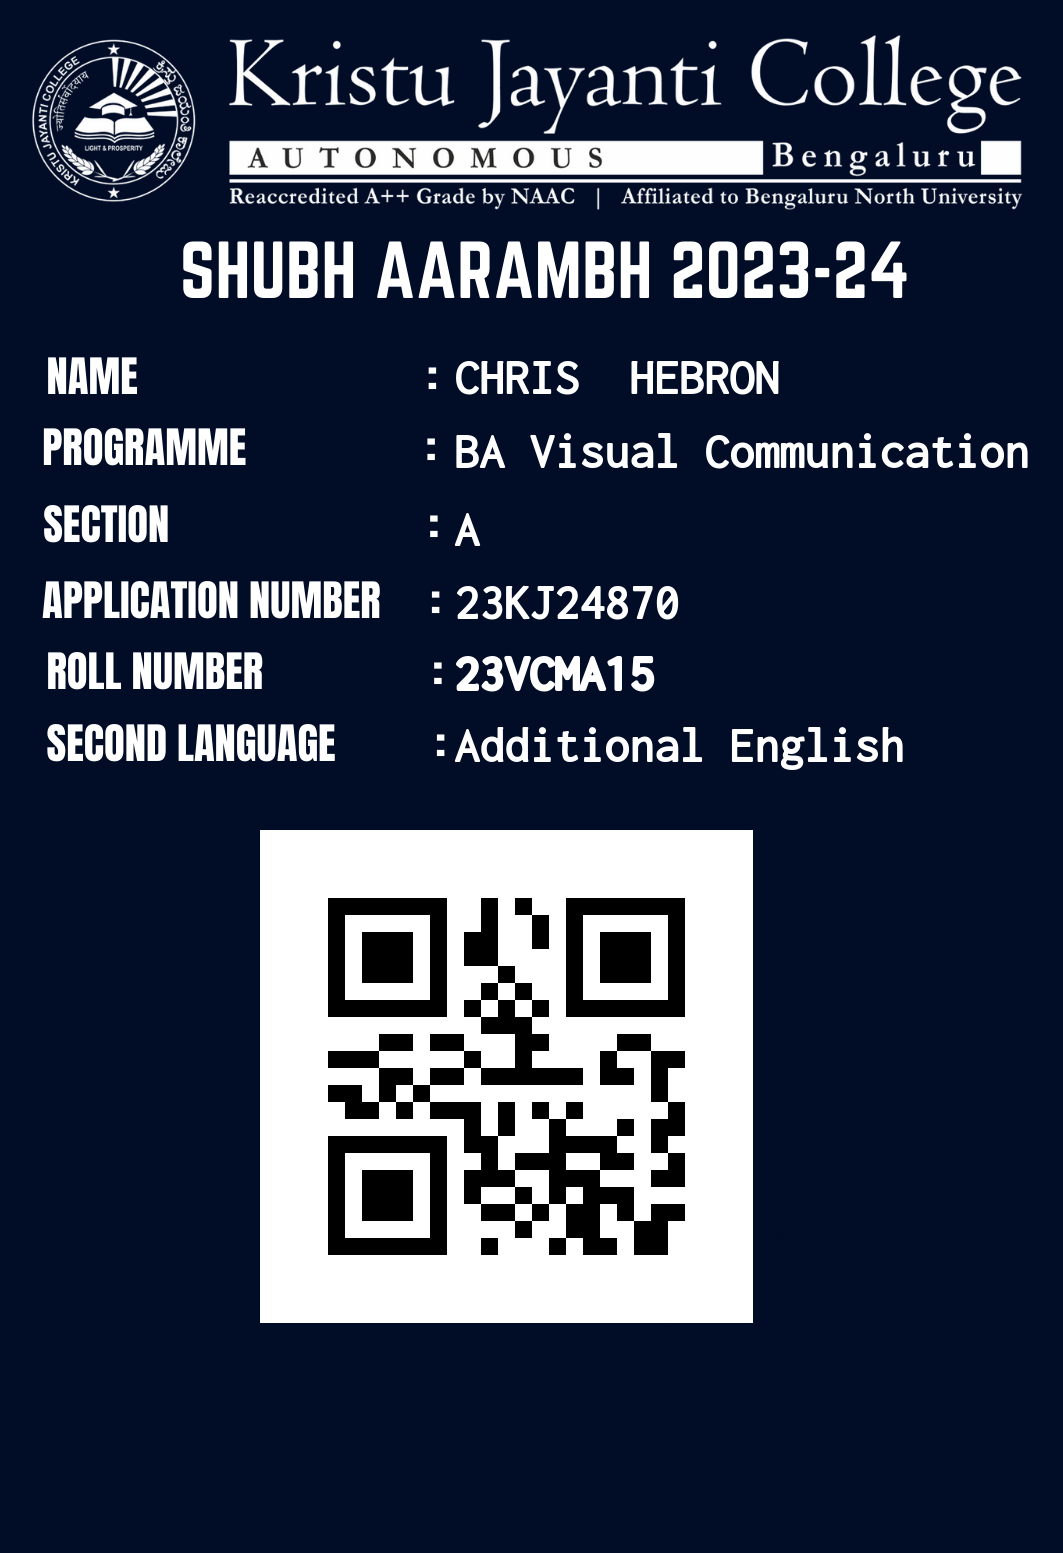 Kristu Jayanti College
AUTONOMOUS Bengaluru
Reaccredited A++ Grade by NAAC | Affiliated to Bengaluru North University
KRISTU JAYANTI COLLEGE
LIGHT & PROSPERITY
SHUBH AARAMBH 2023-24
NAME : CHRIS HEBRON
PROGRAMME : BA Visual Communication
SECTION : A
APPLICATION NUMBER : 23KJ24870
ROLL NUMBER : 23VCMA15
SECOND LANGUAGE : Additional English